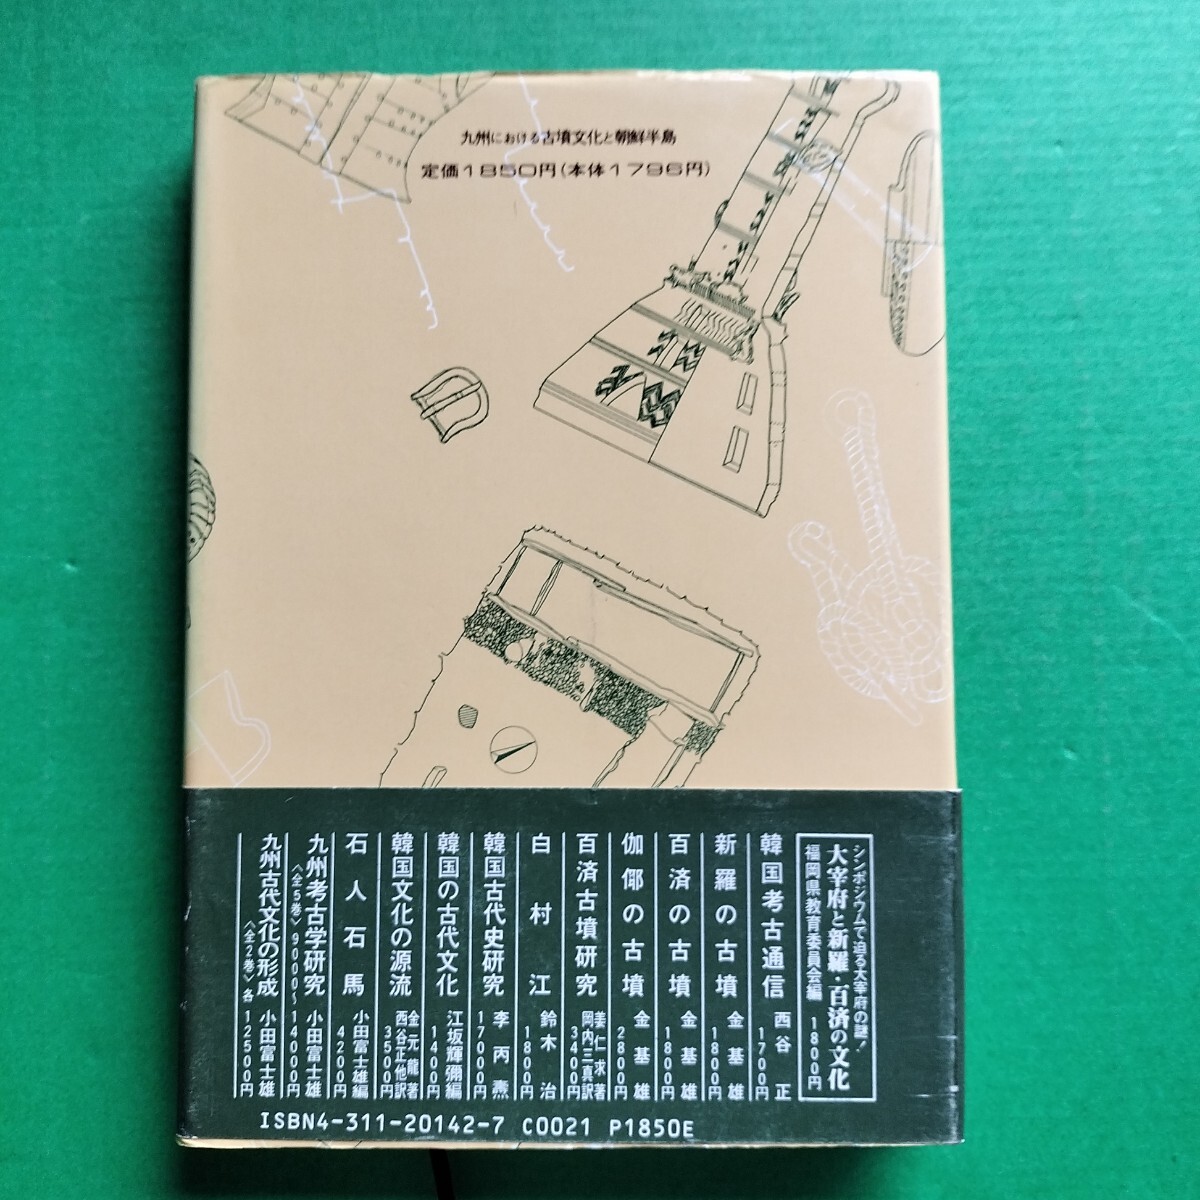 九州における古墳文化と朝鮮半島
定価1850円(本体1796円)
シンポジウムで迫る大宰府の謎!
大宰府と新羅・百済の文化
福岡県教育委員会編 1800円
韓国考古通信 西谷正 1700円
新羅の古墳 金基雄 1800円
百済の古墳 金基雄 1800円
伽倻の古墳 金基雄 2800円
百済古墳研究 姜仁求著 岡内三真訳 3400円
白村江 鈴木治 1800円
韓国古代史研究 李丙燾 17000円
韓国の古代文化 江坂輝彌編 1400円
韓国文化の源流 金元龍著 西谷正他訳 3500円
石人石馬 小田富士雄編 4200円
九州考古学研究 小田富士雄
〈全5巻〉 9000〜14000円
九州古代文化の形成 小田富士雄
〈全2巻〉各 12500円
ISBN4-311-20142-7 C0021 P1850E